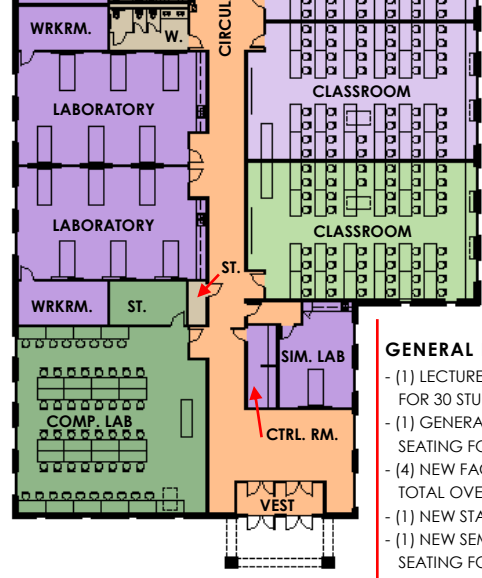 WRKRM.
W.
CIRCUL
LABORATORY
CLASSROOM
LABORATORY
CLASSROOM
ST.
WRKRM.
ST.
SIM. LAB
COMP. LAB
CTRL. RM.
VEST
GENERAL
- (1) LECTURE
FOR 30 STU
- (1) GENERA
SEATING FO
- (4) NEW FAC
TOTAL OVE
- (1) NEW STA
- (1) NEW SEM
SEATING FO